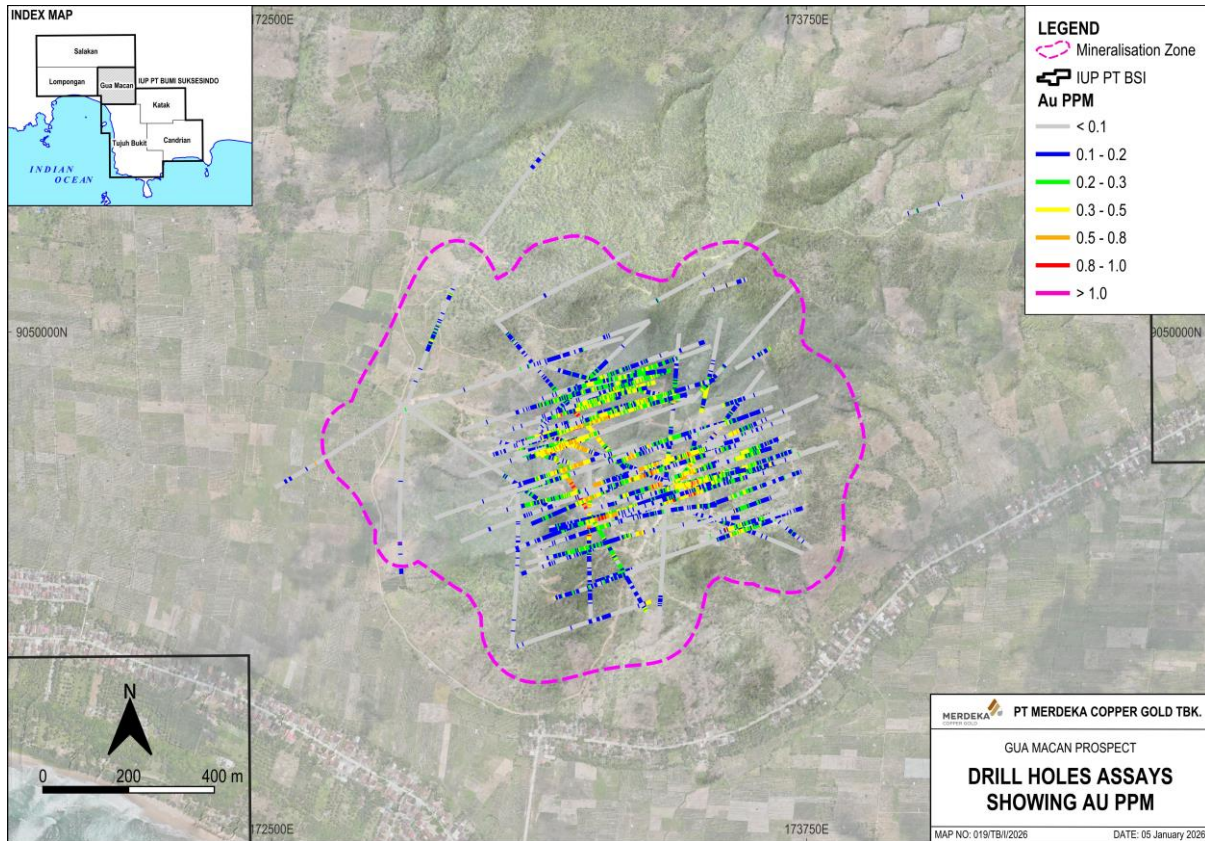 INDEX MAP
Salakan
Lompongan
Gua Macan
IUP PT BUMI SUKSESINDO
Katak
Tujuh Bukit
Candrian
INDIAN
OCEAN
172500E
173750E
LEGEND
Mineralisation Zone
IUP PT BSI
Au PPM
< 0.1
0.1 - 0.2
0.2 - 0.3
0.3 - 0.5
0.5 - 0.8
0.8 - 1.0
> 1.0
9050000N
9050000N
N
0 200 400 m
172500E
173750E
MERDEKA
COPPER GOLD
PT MERDEKA COPPER GOLD TBK.
GUA MACAN PROSPECT
DRILL HOLES ASSAYS
SHOWING AU PPM
MAP NO: 019/TB/I/2026
DATE: 05 January 2026